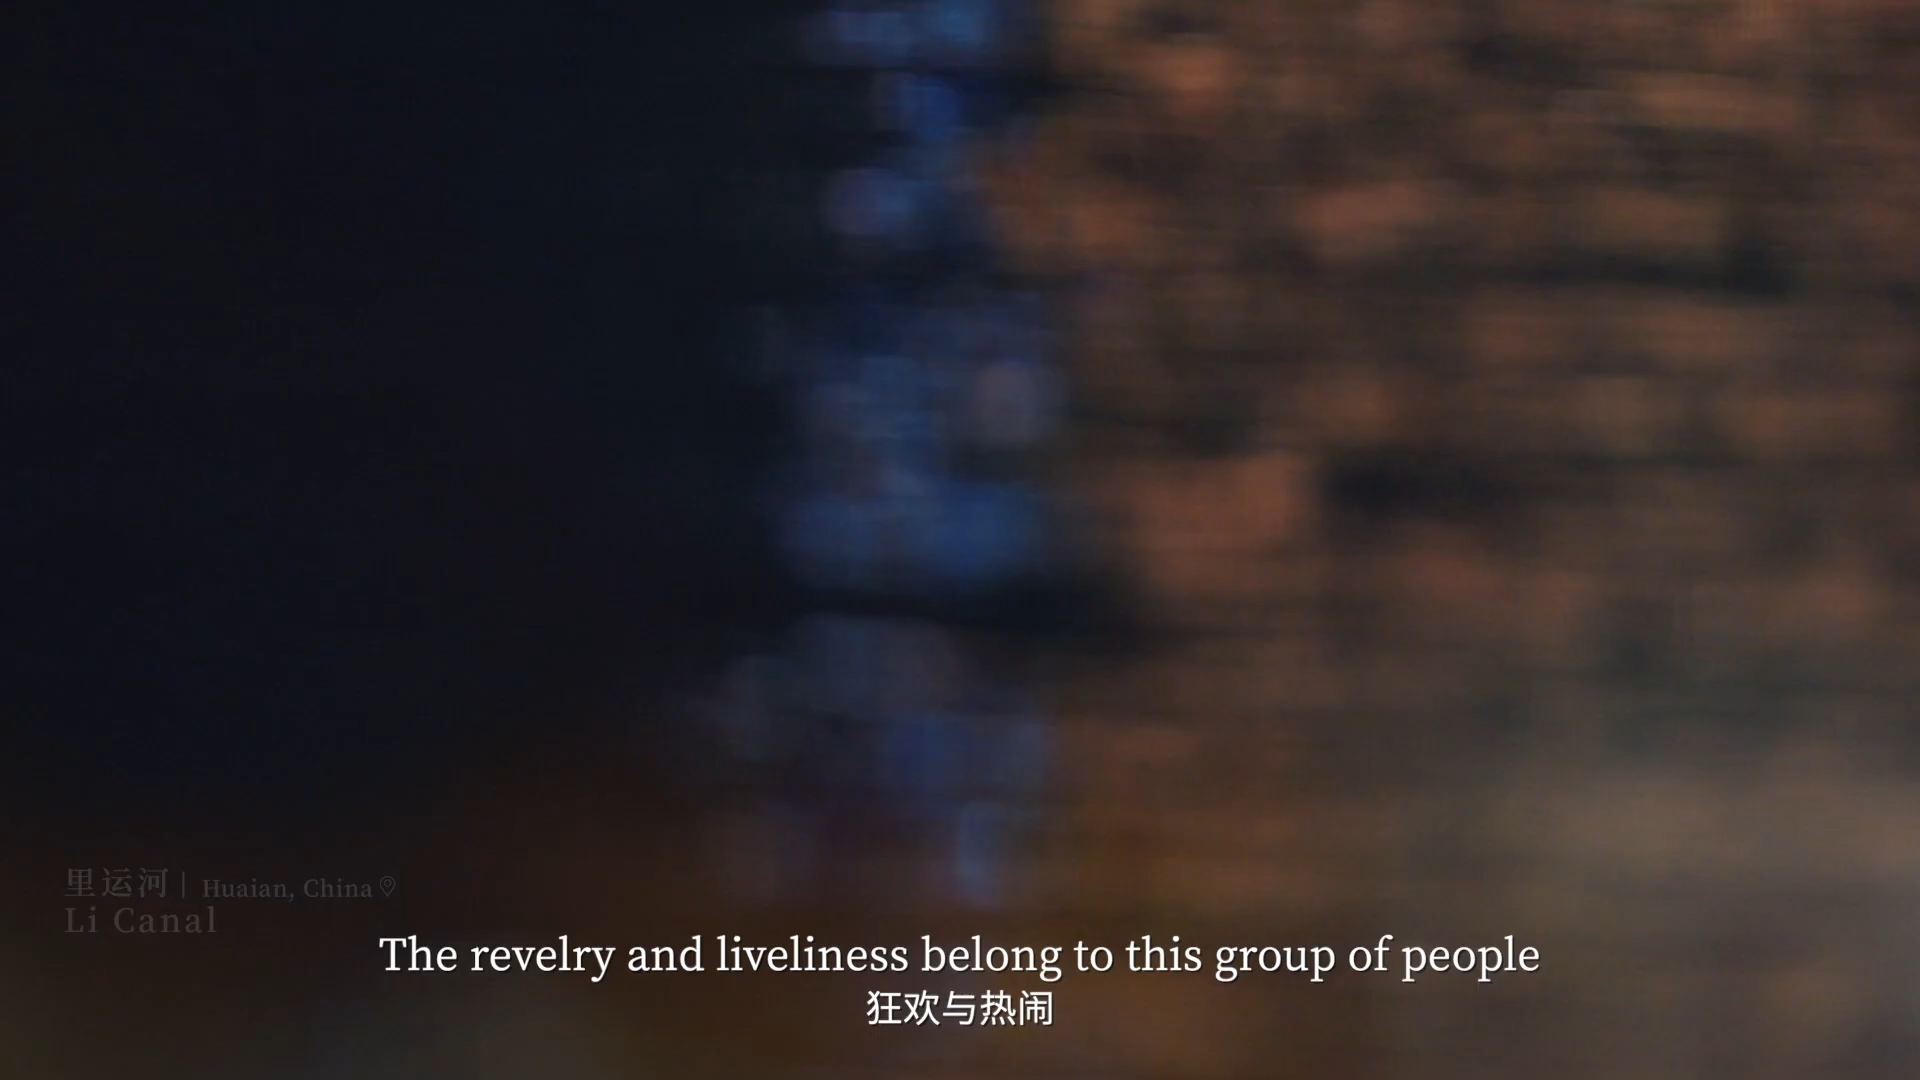 里运河 | Huaian, China
Li Canal
The revelry and liveliness belong to this group of people
狂欢与热闹